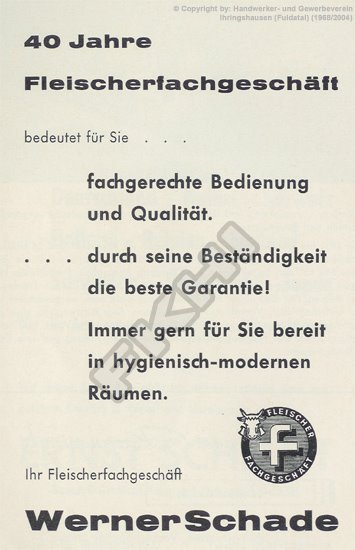 © Copyright by: Handwerker- und Gewerbeverein
Ihringshausen (Fuldatal) (1968/2004)
40 Jahre
Fleischerfachgeschäft
bedeutet für Sie . . .
fachgerechte Bedienung
und Qualität.
. . . durch seine Beständigkeit
die beste Garantie!
Immer gern für Sie bereit
in hygienisch-modernen
Räumen.
FLEISCHER
FACHGESCHÄFT
Ihr Fleischerfachgeschäft
Werner Schade